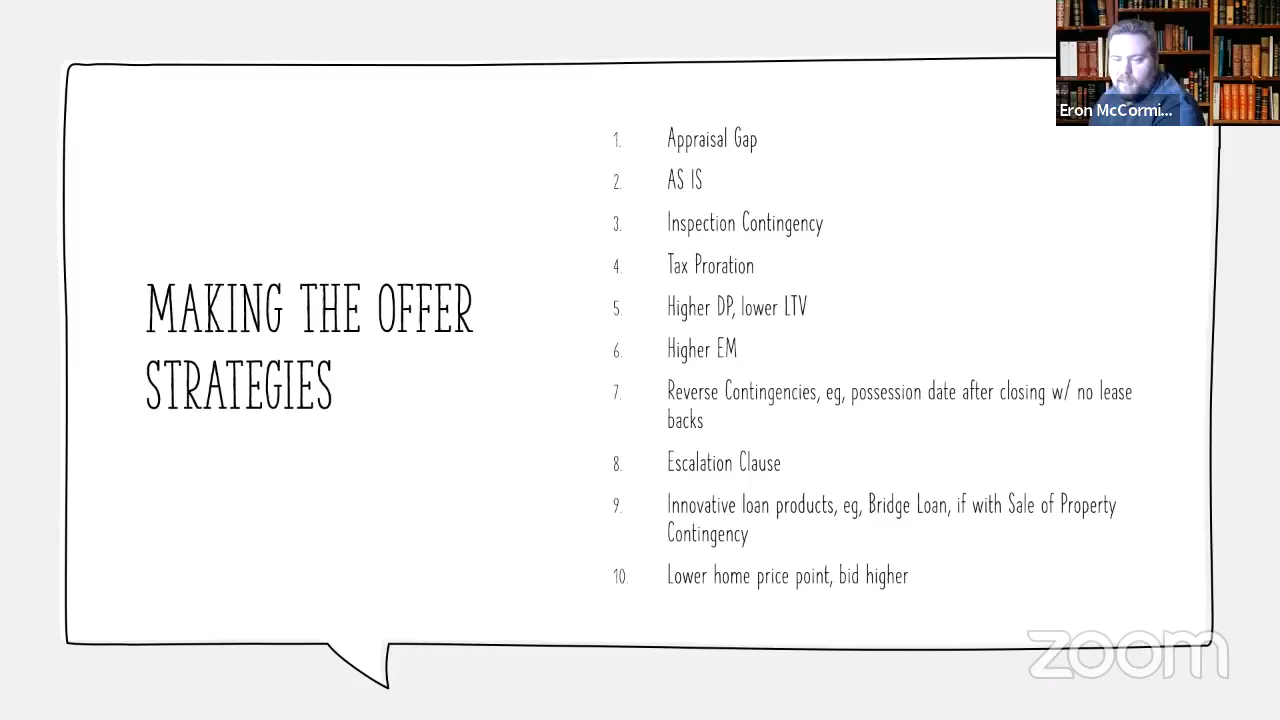 Eron McCormi...
MAKING THE OFFER
STRATEGIES
1. Appraisal Gap
2. AS IS
3. Inspection Contingency
4. Tax Proration
5. Higher DP, lower LTV
6. Higher EM
7. Reverse Contingencies, eg, possession date after closing w/ no lease
backs
8. Escalation Clause
9. Innovative loan products, eg, Bridge Loan, if with Sale of Property
Contingency
10. Lower home price point, bid higher
zoom